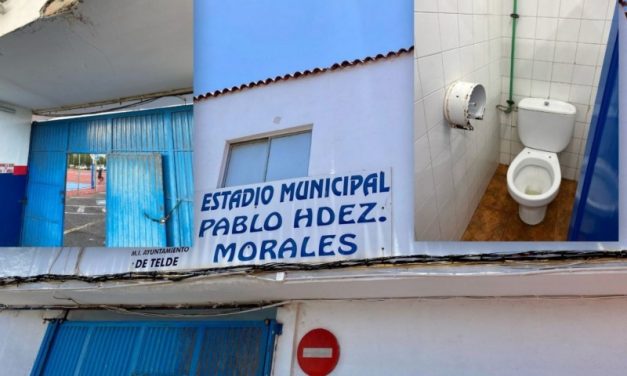 ESTADIO MUNICIPAL
PABLO HDEZ.
MORALES
M.I. AYUNTAMIENTO
DE TELDE